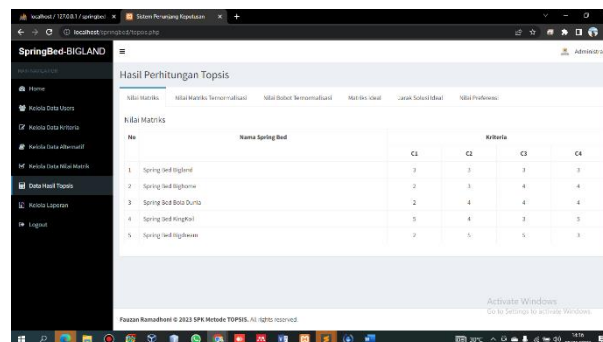 localhost / 127.0.0.1 / springbed
Sistem Penunjang Keputusan
localhost/springbed/topsis.php
SpringBed-BIGLAND
Administra
MAIN NAVIGATION
Home
Kelola Data Users
Kelola Data Kriteria
Kelola Data Alternatif
Kelola Data Nilai Matrik
Data Hasil Topsis
Kelola Laporan
Logout
Hasil Perhitungan Topsis
Nilai Matriks
Nilai Matriks Ternormalisasi
Nilai Bobot Ternormalisasi
Matriks Ideal
Jarak Solusi Ideal
Nilai Preferensi
Nilai Matriks
No Nama Spring Bed Kriteria
C1 C2 C3 C4
1 Spring Bed Bigland 3 3 3 3
2 Spring Bed Bighome 2 3 4 4
3 Spring Bed Bola Dunia 2 4 4 4
4 Spring Bed KingKoil 5 4 3 3
5 Spring Bed Bigdream 2 5 5 3
Activate Windows
Go to Settings to activate Windows.
Fauzan Ramadhoni © 2023 SPK Metode TOPSIS. All rights reserved
30°C
14:16